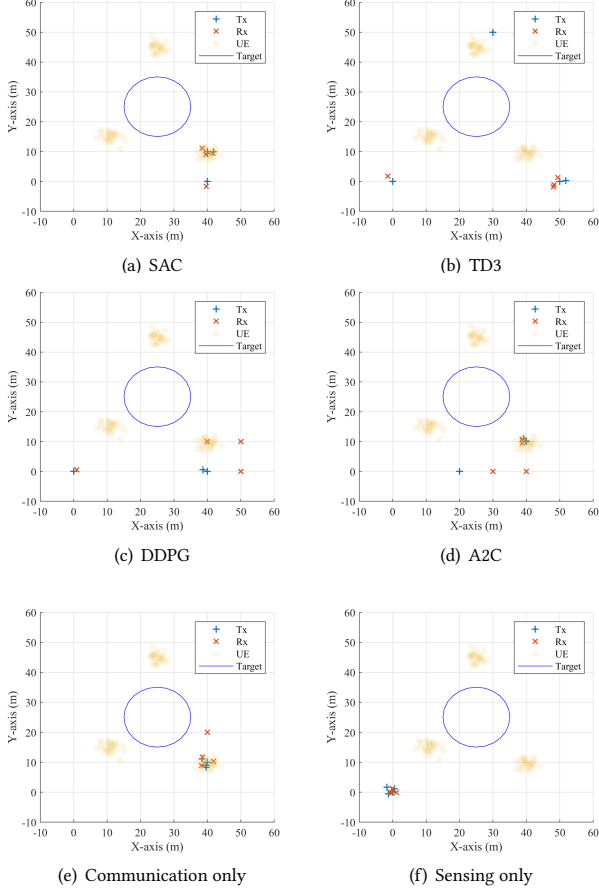 60
50
40
30
20
10
0
-10
Y-axis (m)
-10 0 10 20 30 40 50 60
X-axis (m)
Tx
Rx
UE
Target
(a) SAC
60
50
40
30
20
10
0
-10
Y-axis (m)
-10 0 10 20 30 40 50 60
X-axis (m)
Tx
Rx
UE
Target
(b) TD3
60
50
40
30
20
10
0
-10
Y-axis (m)
-10 0 10 20 30 40 50 60
X-axis (m)
Tx
Rx
UE
Target
(c) DDPG
60
50
40
30
20
10
0
-10
Y-axis (m)
-10 0 10 20 30 40 50 60
X-axis (m)
Tx
Rx
UE
Target
(d) A2C
60
50
40
30
20
10
0
-10
Y-axis (m)
-10 0 10 20 30 40 50 60
X-axis (m)
Tx
Rx
UE
Target
(e) Communication only
60
50
40
30
20
10
0
-10
Y-axis (m)
-10 0 10 20 30 40 50 60
X-axis (m)
Tx
Rx
UE
Target
(f) Sensing only